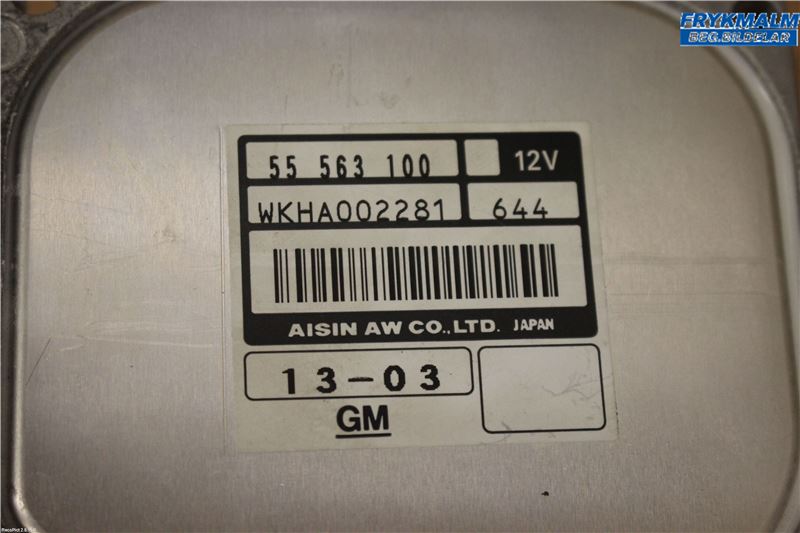 FRYKMALM
BEG.BILDELAR
55 563 100
12V
WKHA002281
644
AISIN AW CO.,LTD. JAPAN
13-03
GM